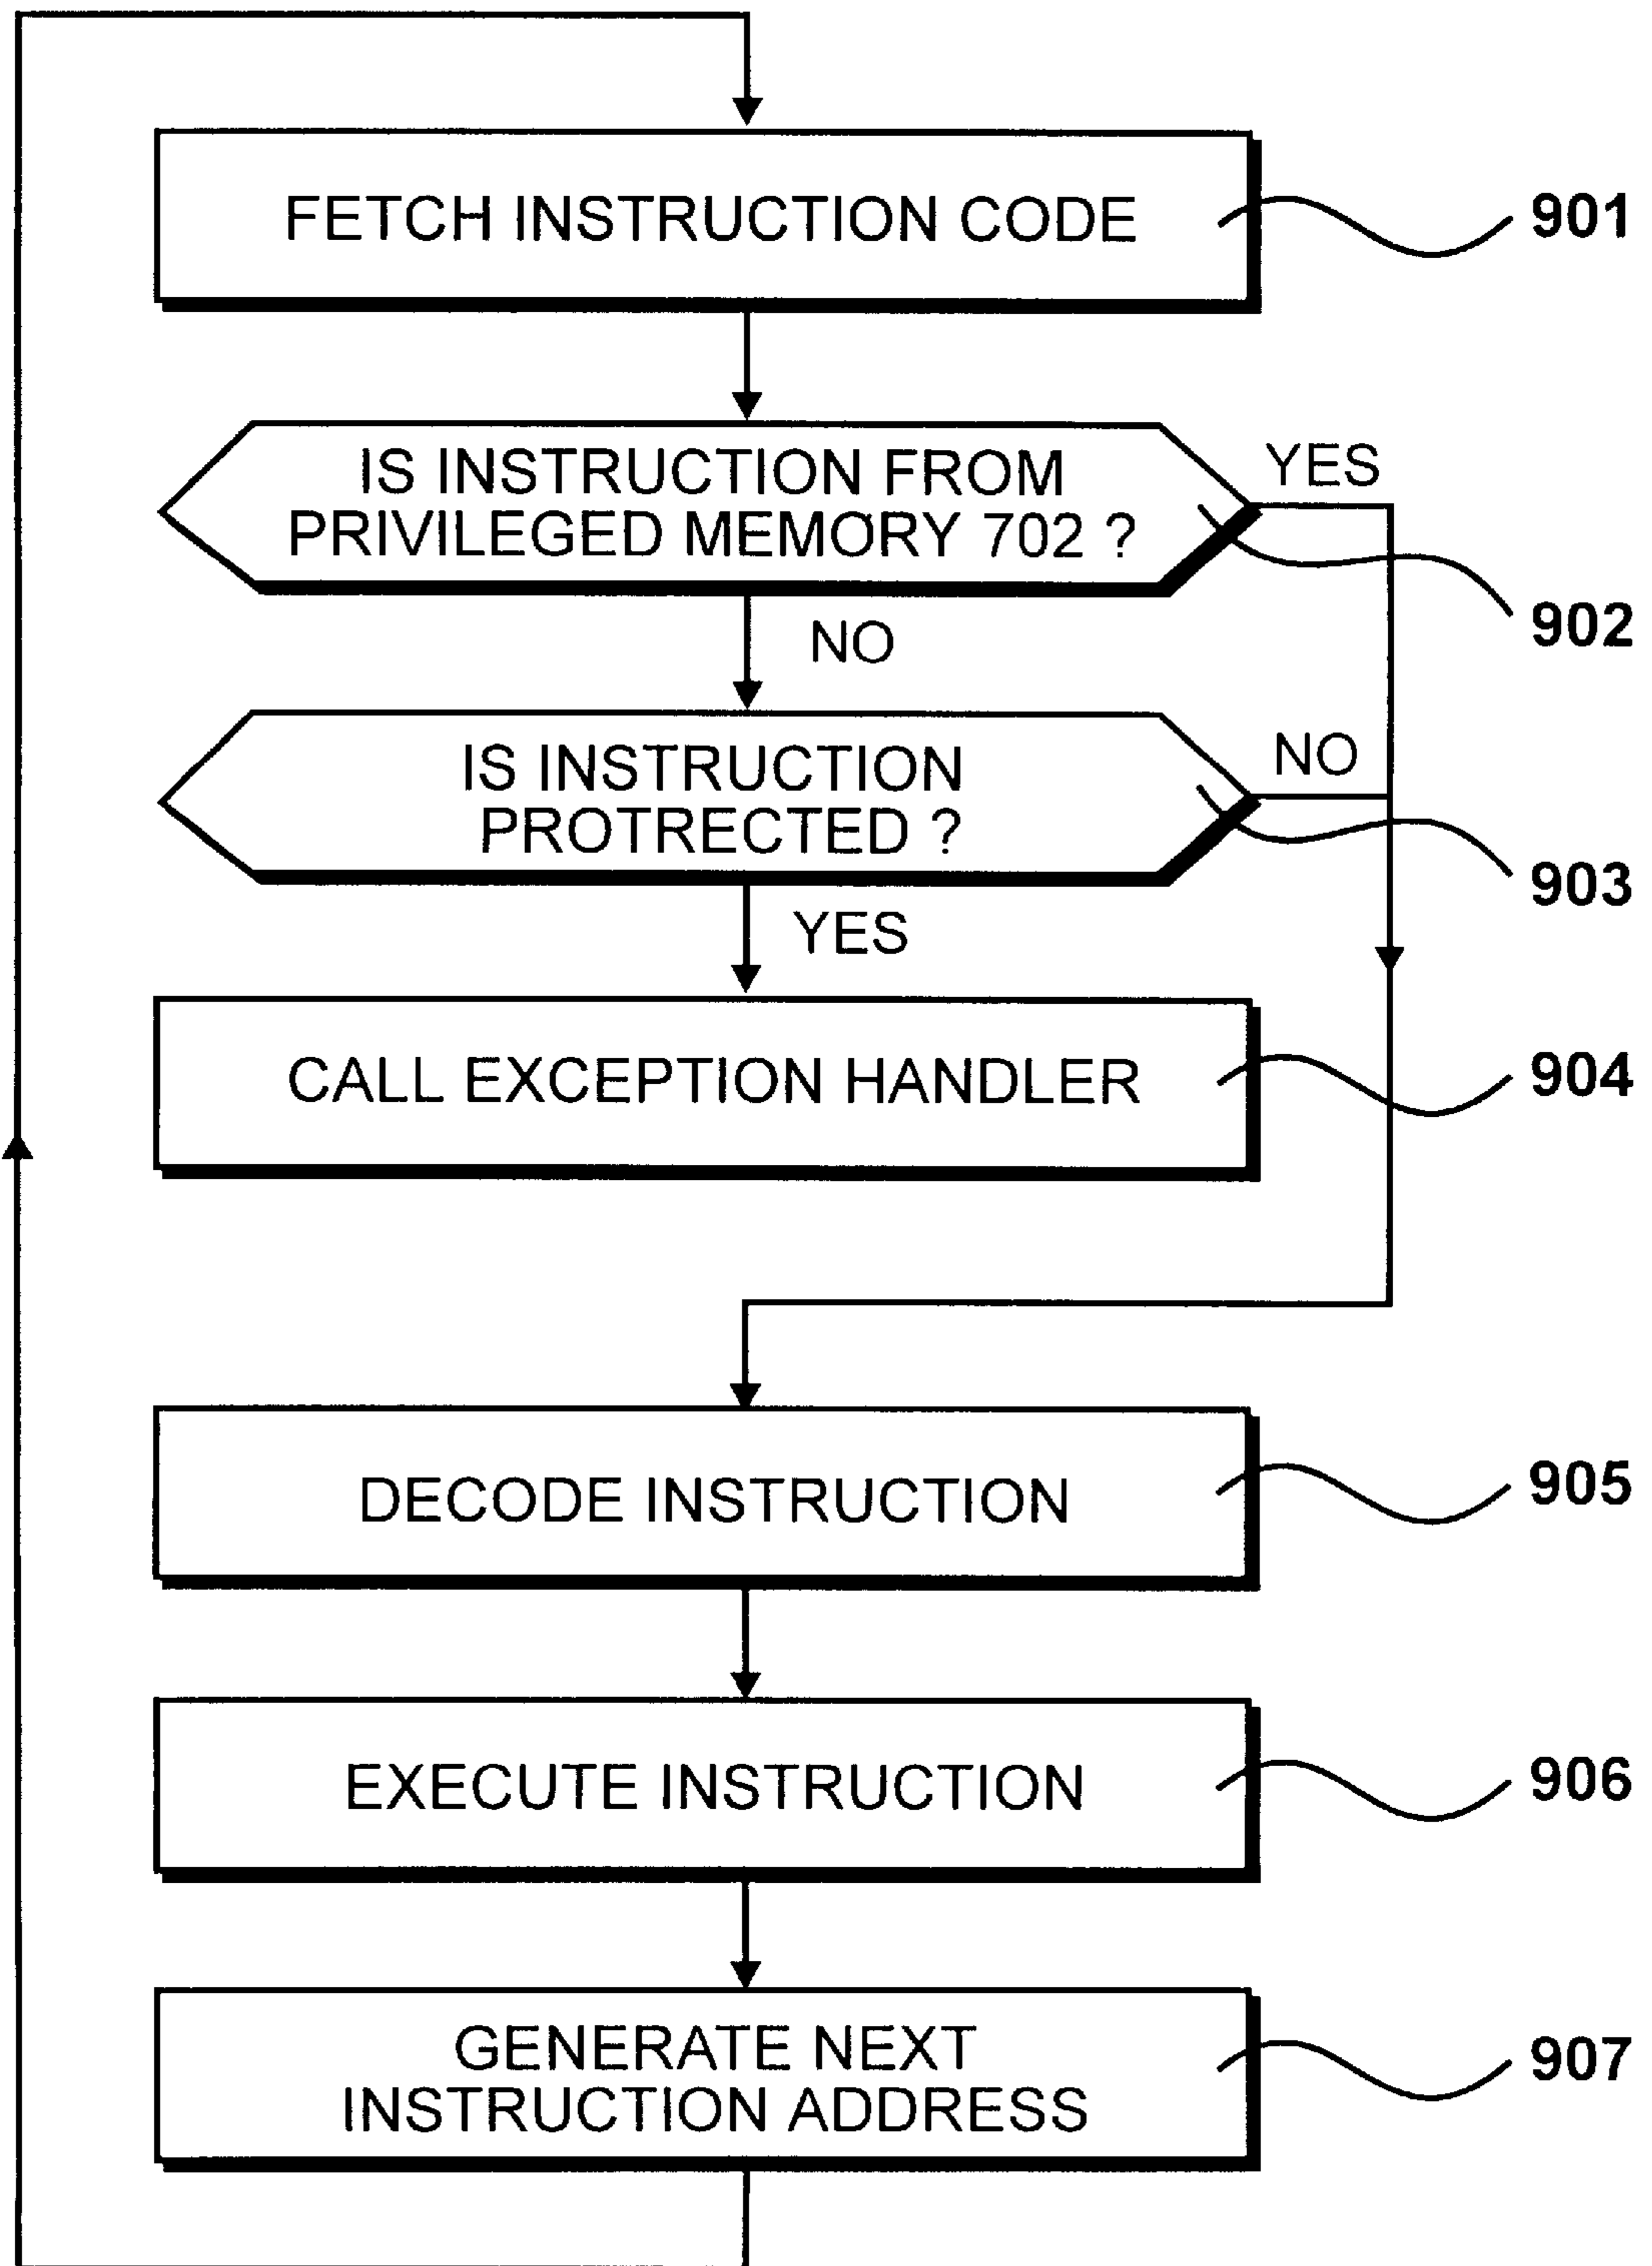 FETCH INSTRUCTION CODE
901
IS INSTRUCTION FROM
PRIVILEGED MEMORY 702 ?
YES
902
NO
IS INSTRUCTION
PROTRECTED ?
NO
903
YES
CALL EXCEPTION HANDLER
904
DECODE INSTRUCTION
905
EXECUTE INSTRUCTION
906
GENERATE NEXT
INSTRUCTION ADDRESS
907